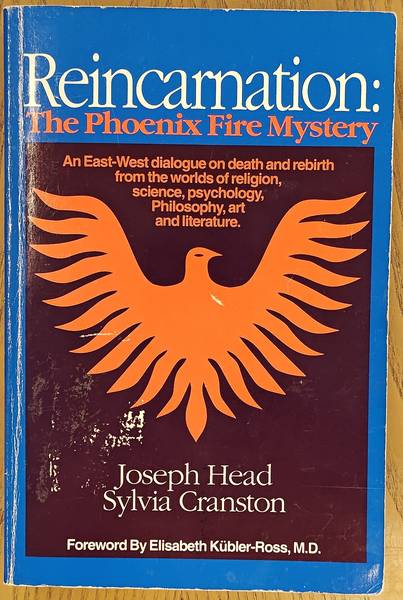 Reincarnation:
The Phoenix Fire Mystery
An East-West dialogue on death and rebirth
from the worlds of religion,
science, psychology,
Philosophy, art
and literature.
Joseph Head
Sylvia Cranston
Foreword By Elisabeth Kübler-Ross, M.D.